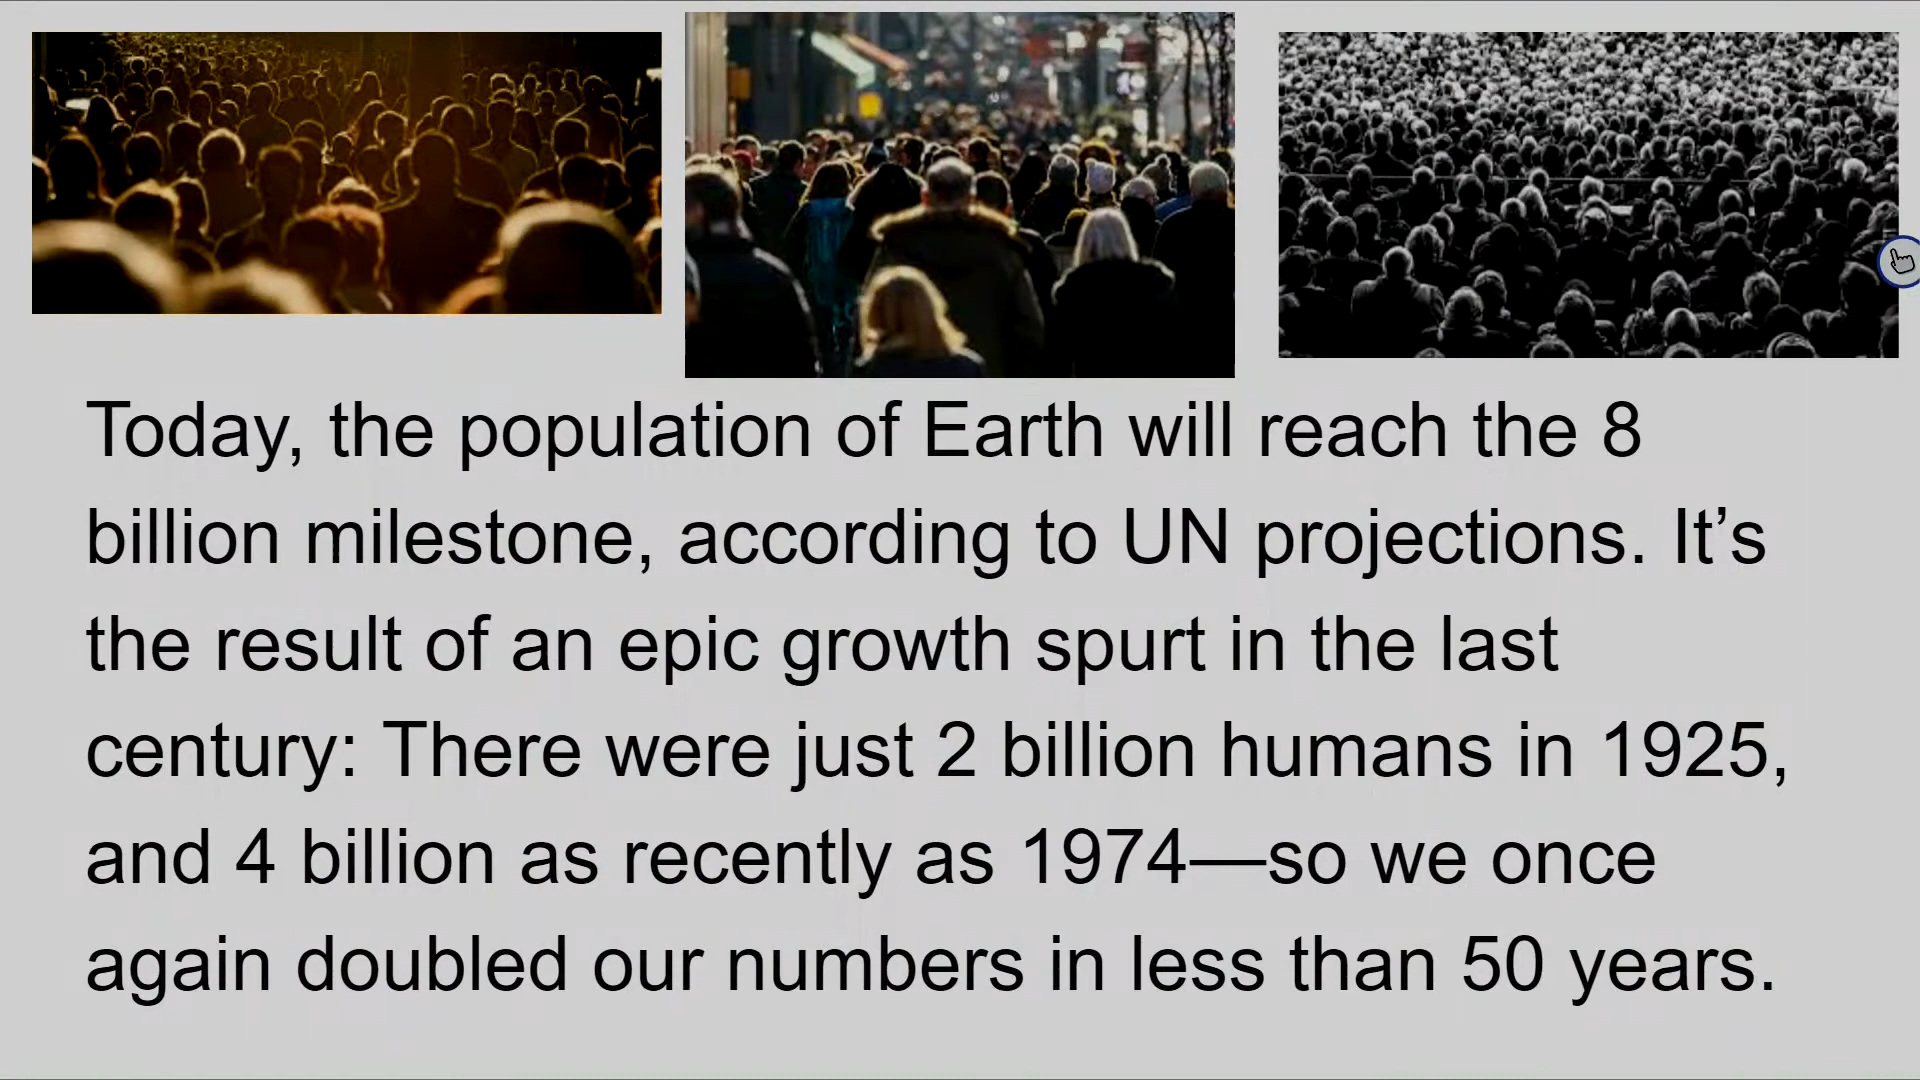 Today, the population of Earth will reach the 8
billion milestone, according to UN projections. It’s
the result of an epic growth spurt in the last
century: There were just 2 billion humans in 1925,
and 4 billion as recently as 1974—so we once
again doubled our numbers in less than 50 years.